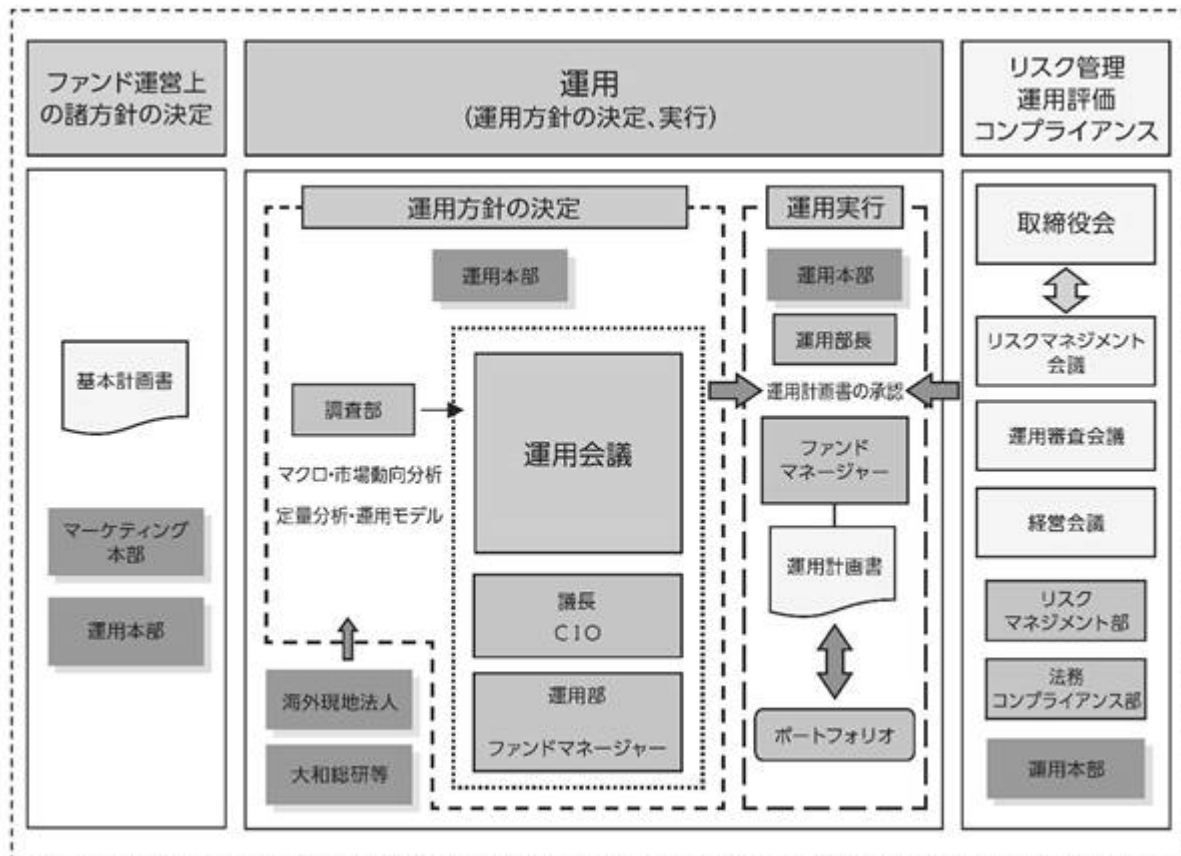 ファンド運営上
の諸方針の決定
運用
(運用方針の決定、実行)
リスク管理
運用評価
コンプライアンス
基本計画書
マーケティング
本部
運用本部
運用方針の決定
運用本部
調査部
マクロ・市場動向分析
定量分析・運用モデル
運用会議
議長
CIO
運用部
ファンドマネージャー
海外現地法人
大和総研等
運用実行
運用本部
運用部長
運用計画書の承認
ファンド
マネージャー
運用計画書
ポートフォリオ
取締役会
リスクマネジメント
会議
運用審査会議
経営会議
リスク
マネジメント部
法務
コンプライアンス部
運用本部